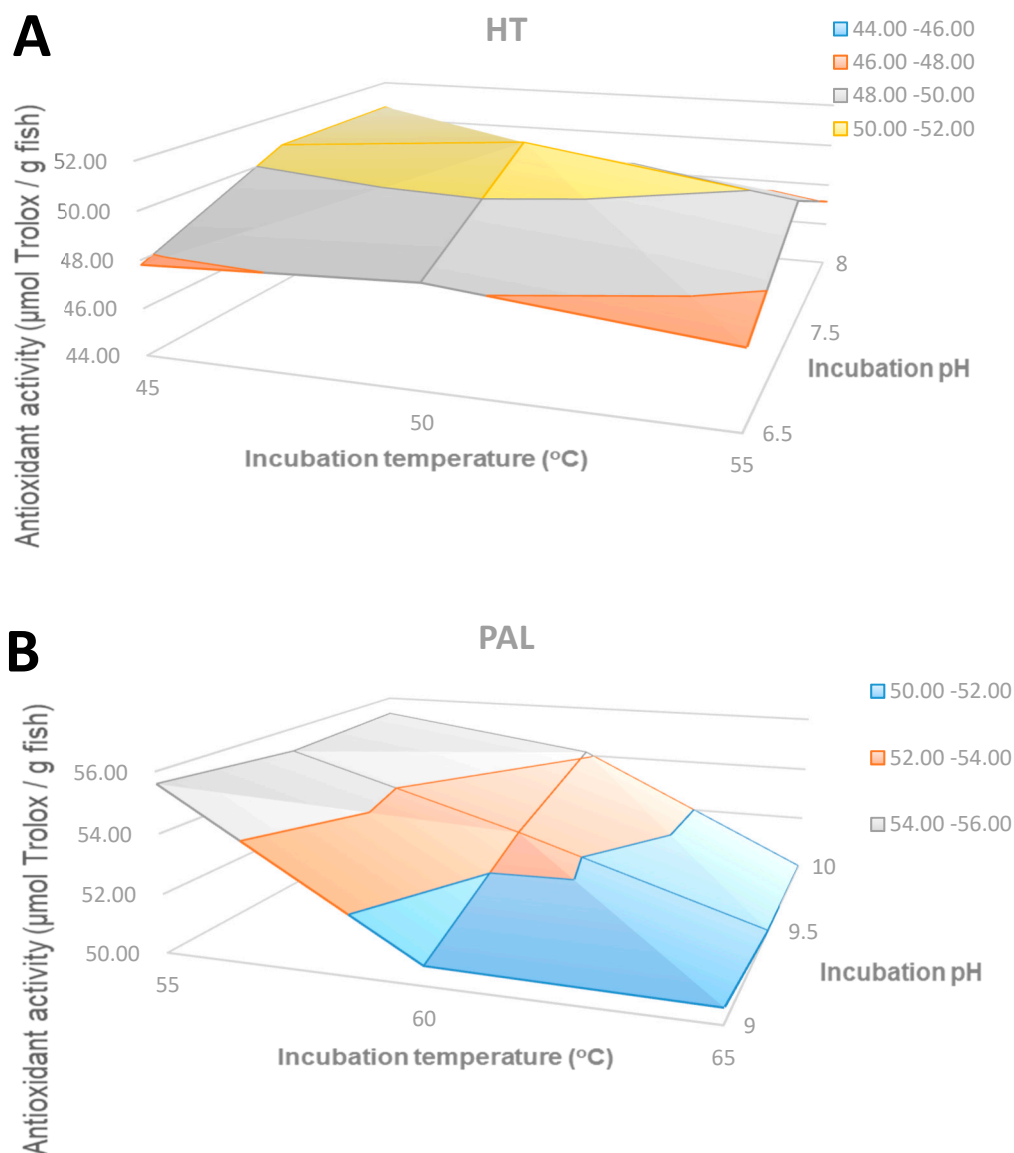 A
HT
44.00 -46.00
46.00 -48.00
48.00 -50.00
50.00 -52.00
Antioxidant activity (µmol Trolox / g fish)
52.00
50.00
48.00
46.00
44.00
45
50
55
Incubation temperature (°C)
8
7.5
6.5
Incubation pH
B
PAL
50.00 -52.00
52.00 -54.00
54.00 -56.00
Antioxidant activity (µmol Trolox / g fish)
56.00
54.00
52.00
50.00
55
60
65
Incubation temperature (°C)
10
9.5
9
Incubation pH